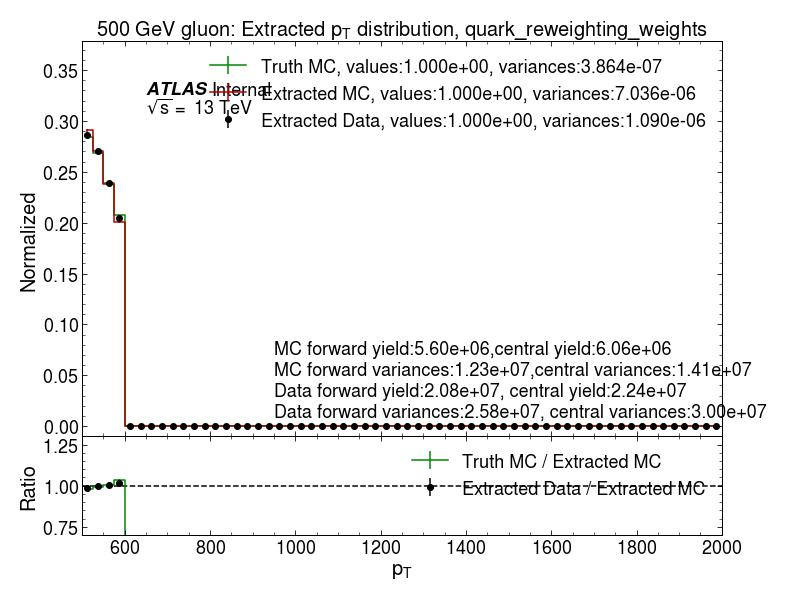 500 GeV gluon: Extracted pT distribution, quark_reweighting_weights
Truth MC, values:1.000e+00, variances:3.864e-07
ATLAS Internal
Extracted MC, values:1.000e+00, variances:7.036e-06
√s = 13 TeV
Extracted Data, values:1.000e+00, variances:1.090e-06
0.35
0.30
0.25
0.20
0.15
0.10
0.05
0.00
Normalized
MC forward yield:5.60e+06,central yield:6.06e+06
MC forward variances:1.23e+07,central variances:1.41e+07
Data forward yield:2.08e+07, central yield:2.24e+07
Data forward variances:2.58e+07, central variances:3.00e+07
1.25
1.00
0.75
Ratio
Truth MC / Extracted MC
Extracted Data / Extracted MC
600 800 1000 1200 1400 1600 1800 2000
pT